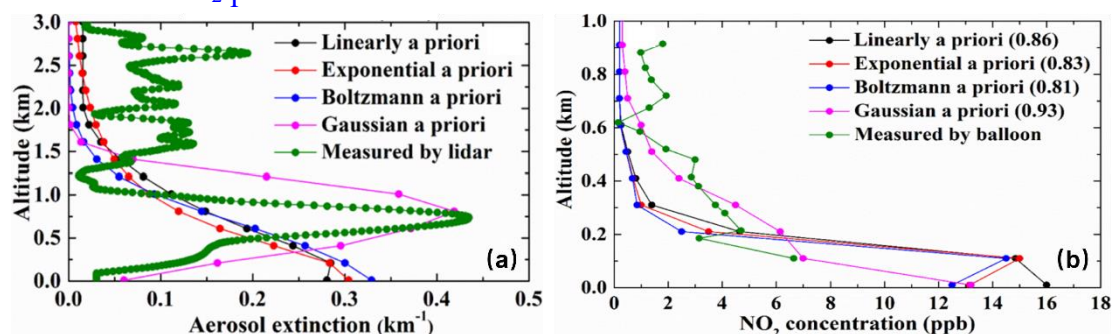 2 p
3.0
2.5
2.0
1.5
1.0
0.5
0.0
Altitude (km)
Linearly a priori
Exponential a priori
Boltzmann a priori
Gaussian a priori
Measured by lidar
(a)
0.0 0.1 0.2 0.3 0.4 0.5
Aerosol extinction (km⁻¹)
1.0
0.8
0.6
0.4
0.2
0.0
Altitude (km)
Linearly a priori (0.86)
Exponential a priori (0.83)
Boltzmann a priori (0.81)
Gaussian a priori (0.93)
Measured by balloon
(b)
0 2 4 6 8 10 12 14 16 18
NO₂ concentration (ppb)